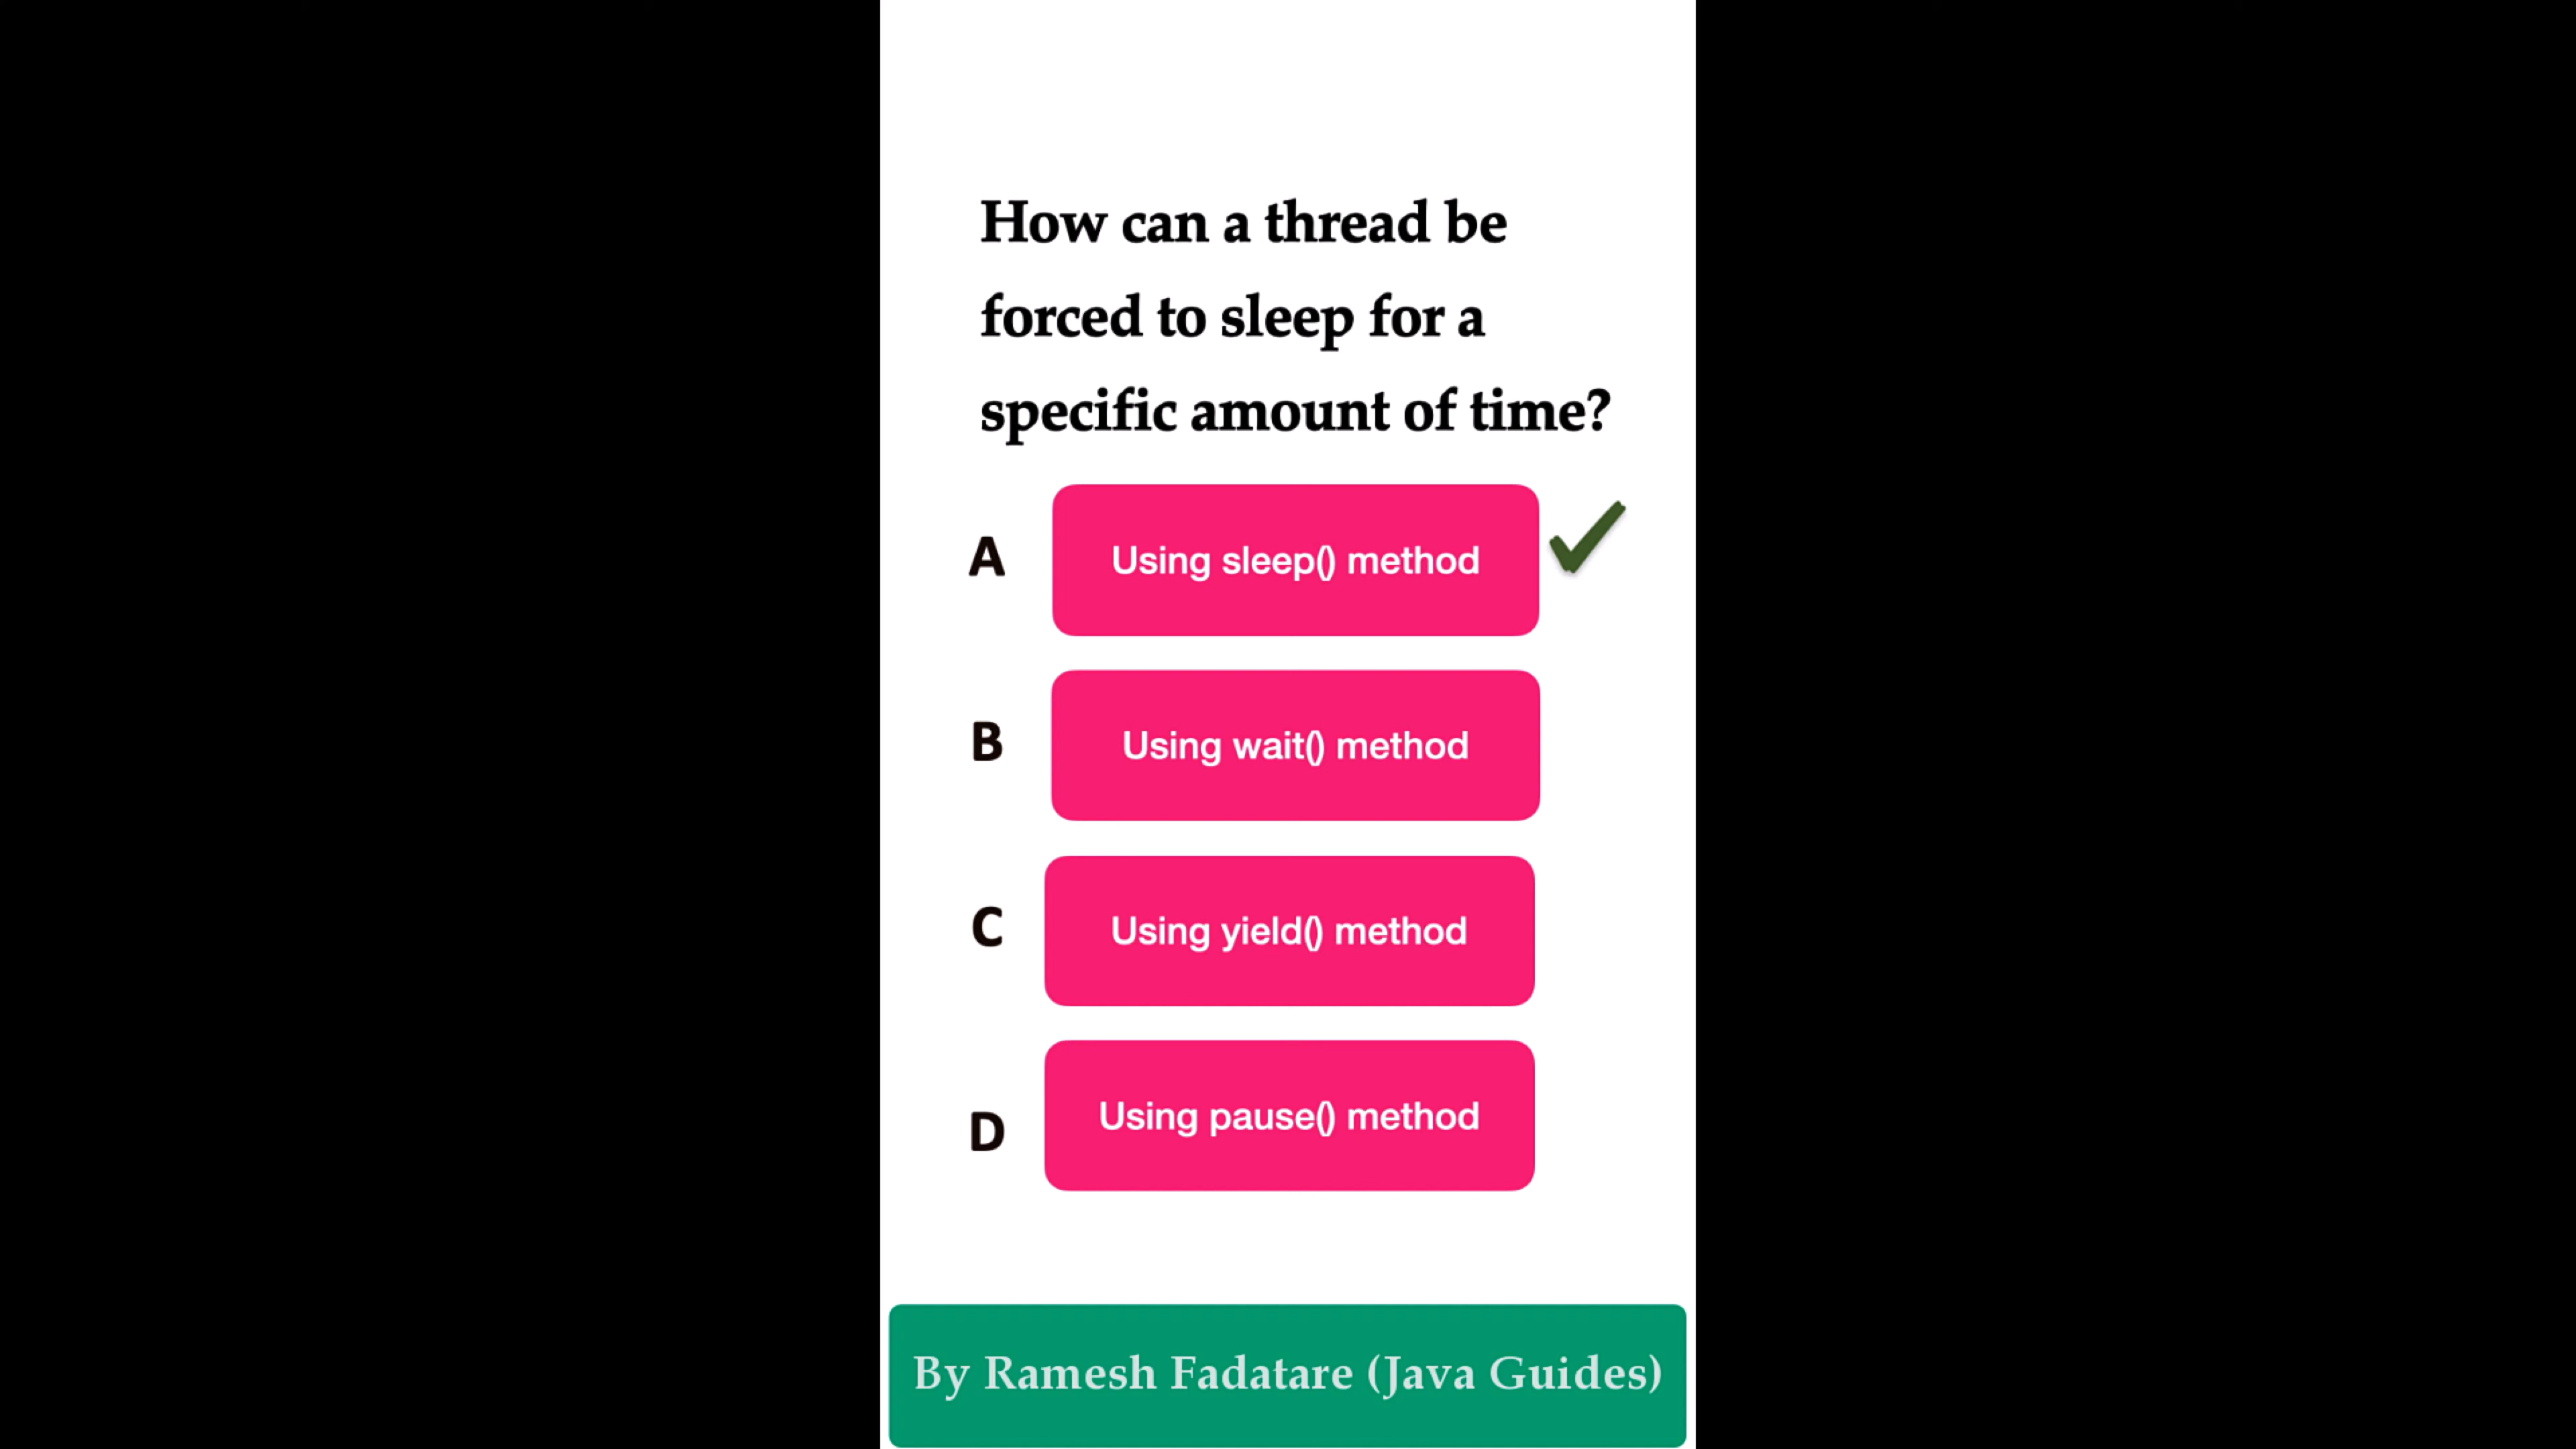 How can a thread be
forced to sleep for a
specific amount of time?
A
Using sleep() method
B
Using wait() method
C
Using yield() method
D
Using pause() method
By Ramesh Fadatare (Java Guides)